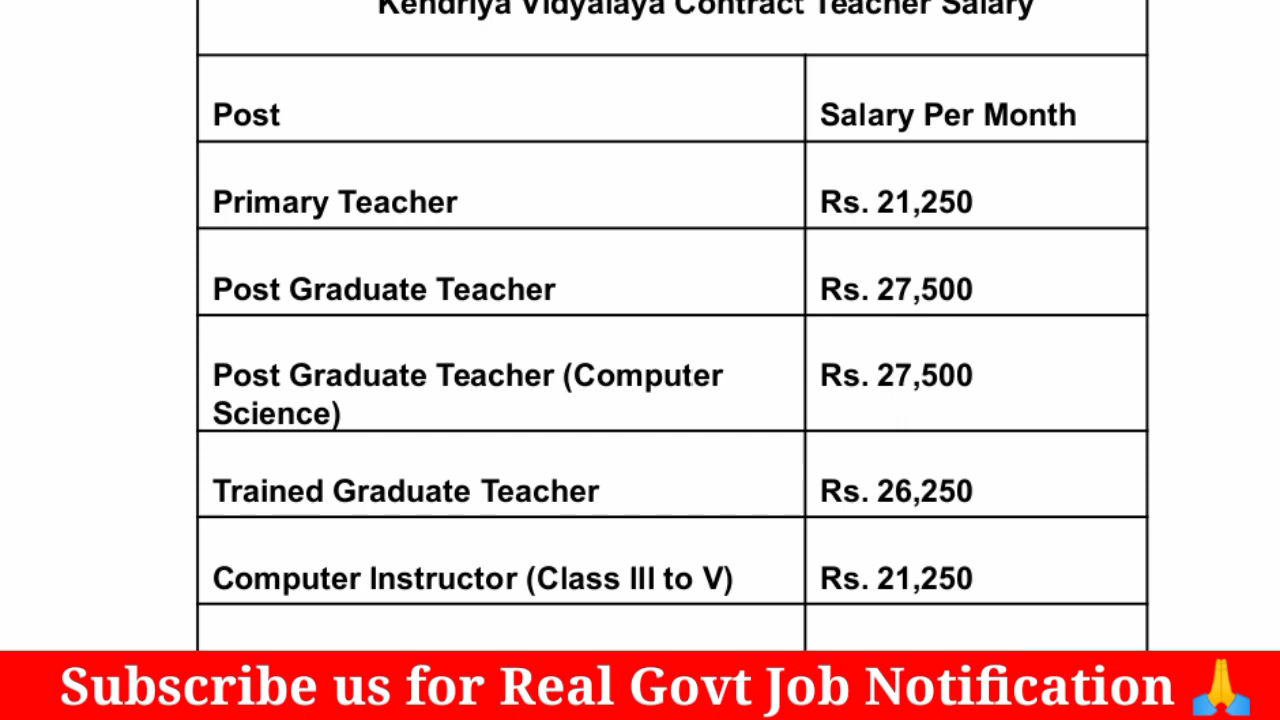 Kendriya Vidyalaya Contract Teacher Salary
Post Salary Per Month
Primary Teacher Rs. 21,250
Post Graduate Teacher Rs. 27,500
Post Graduate Teacher (Computer Rs. 27,500
Science)
Trained Graduate Teacher Rs. 26,250
Computer Instructor (Class III to V) Rs. 21,250
Subscribe us for Real Govt Job Notification 🙏